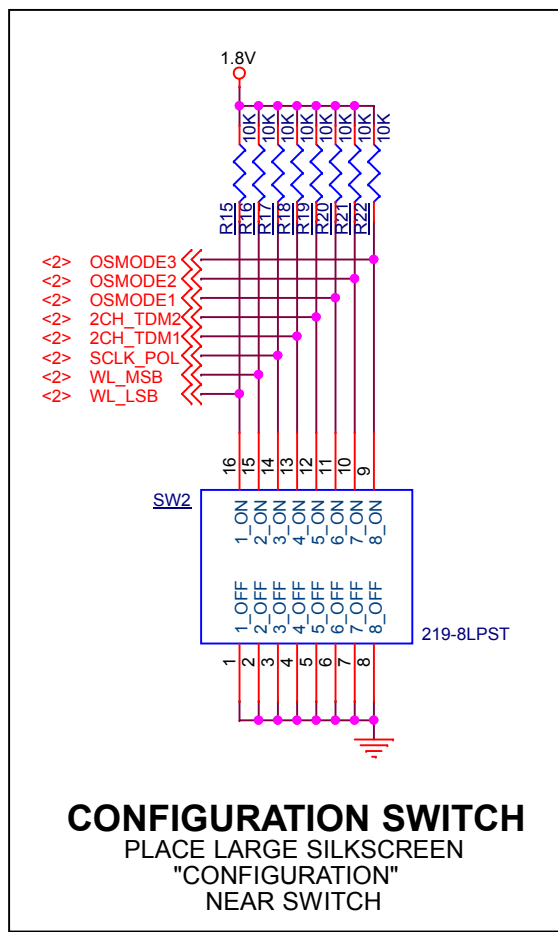 1.8V
10K 10K 10K 10K 10K 10K 10K 10K
R15 R16 R17 R18 R19 R20 R21 R22
<2> OSMODE3
<2> OSMODE2
<2> OSMODE1
<2> 2CH_TDM2
<2> 2CH_TDM1
<2> SCLK_POL
<2> WL_MSB
<2> WL_LSB
16 15 14 13 12 11 10 9
SW2
1_ON 2_ON 3_ON 4_ON 5_ON 6_ON 7_ON 8_ON
1_OFF 2_OFF 3_OFF 4_OFF 5_OFF 6_OFF 7_OFF 8_OFF
219-8LPST
1 2 3 4 5 6 7 8
CONFIGURATION SWITCH
PLACE LARGE SILKSCREEN
"CONFIGURATION"
NEAR SWITCH